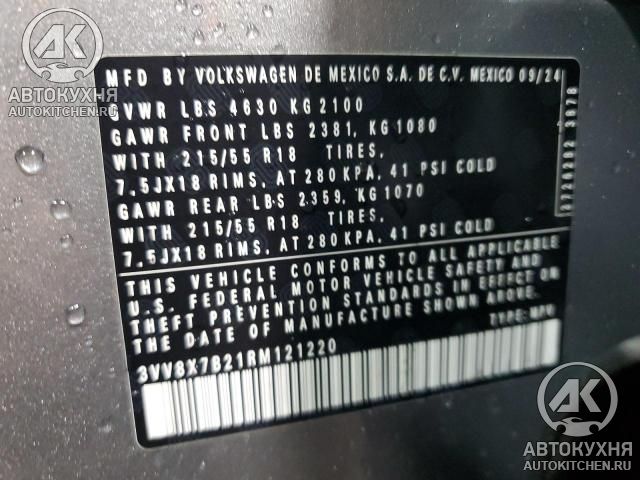 АВТОКУХНЯ
AUTOKITCHEN.RU
MFD BY VOLKSWAGEN DE MEXICO S.A. DE C.V. MEXICO 09/24
GVWR LBS 4630 KG 2100
GAWR FRONT LBS 2381, KG1080
WITH 215/55 R18 TIRES,
7.5JX18 RIMS, AT 280 KPA, 41 PSI COLD
GAWR REAR LBS 2359, KG 1070
WITH 215/55 R18 TIRES,
7.5JX18 RIMS, AT 280 KPA, 41 PSI COLD
THIS VEHICLE CONFORMS TO ALL APPLICABLE
U.S. FEDERAL MOTOR VEHICLE SAFETY AND
THEFT PREVENTION STANDARDS IN EFFECT ON
THE DATE OF MANUFACTURE SHOWN ABOVE.
TYPE: MPV
3VV8X7B21RM121220
AK
АВТОКУХНЯ
AUTOKITCHEN.RU